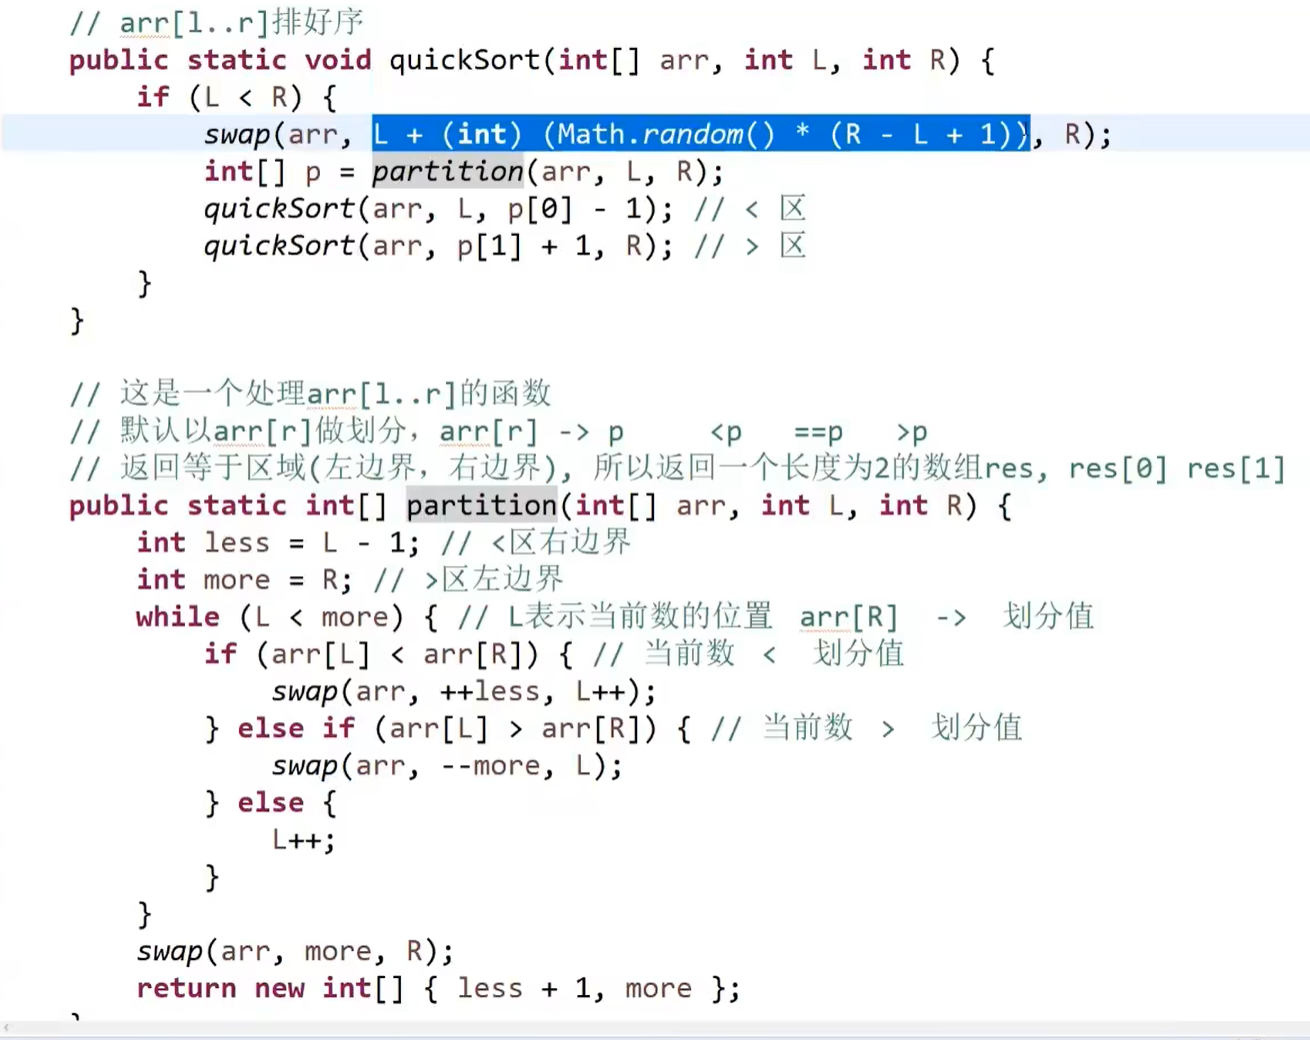 // arr[l..r]排好序
public static void quickSort(int[] arr, int L, int R) {
if (L < R) {
swap(arr, L + (int) (Math.random() * (R - L + 1)), R);
int[] p = partition(arr, L, R);
quickSort(arr, L, p[0] - 1); // < 区
quickSort(arr, p[1] + 1, R); // > 区
}
}
// 这是一个处理arr[l..r]的函数
// 默认以arr[r]做划分，arr[r] -> p <p ==p >p
// 返回等于区域(左边界，右边界), 所以返回一个长度为2的数组res, res[0] res[1]
public static int[] partition(int[] arr, int L, int R) {
int less = L - 1; // <区右边界
int more = R; // >区左边界
while (L < more) { // L表示当前数的位置 arr[R] -> 划分值
if (arr[L] < arr[R]) { // 当前数 < 划分值
swap(arr, ++less, L++);
} else if (arr[L] > arr[R]) { // 当前数 > 划分值
swap(arr, --more, L);
} else {
L++;
}
}
swap(arr, more, R);
return new int[] { less + 1, more };